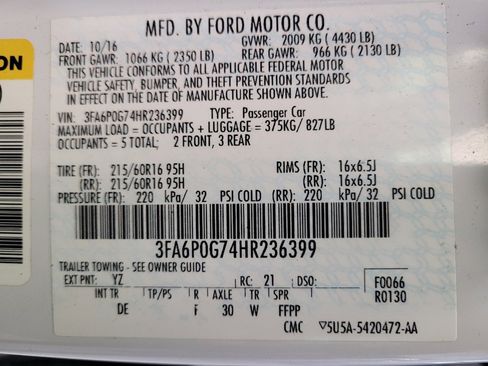 MFD. BY FORD MOTOR CO.
DATE: 10/16 GVWR: 2009 KG ( 4430 LB)
FRONT GAWR: 1066 KG ( 2350 LB) REAR GAWR: 966 KG ( 2130 LB)
THIS VEHICLE CONFORMS TO ALL APPLICABLE FEDERAL MOTOR
VEHICLE SAFETY, BUMPER, AND THEFT PREVENTION STANDARDS
IN EFFECT ON THE DATE OF MANUFACTURE SHOWN ABOVE.
VIN: 3FA6P0G74HR236399 TYPE: Passenger Car
MAXIMUM LOAD = OCCUPANTS + LUGGAGE = 375KG/ 827LB
OCCUPANTS = 5 TOTAL; 2 FRONT, 3 REAR
TIRE (FR): 215/60R16 95H RIMS (FR): 16x6.5J
(RR): 215/60R16 95H (RR): 16x6.5J
PRESSURE (FR): 220 kPa/ 32 PSI COLD (RR): 220 kPa/ 32 PSI COLD
3FA6P0G74HR236399
TRAILER TOWING - SEE OWNER GUIDE
EXT PNT: YZ RC: 21 DSO: F0066
INT TR TP/PS R AXLE TR SPR R0130
DE F 30 W FFPP
CMC ▽5U5A-5420472-AA
ON